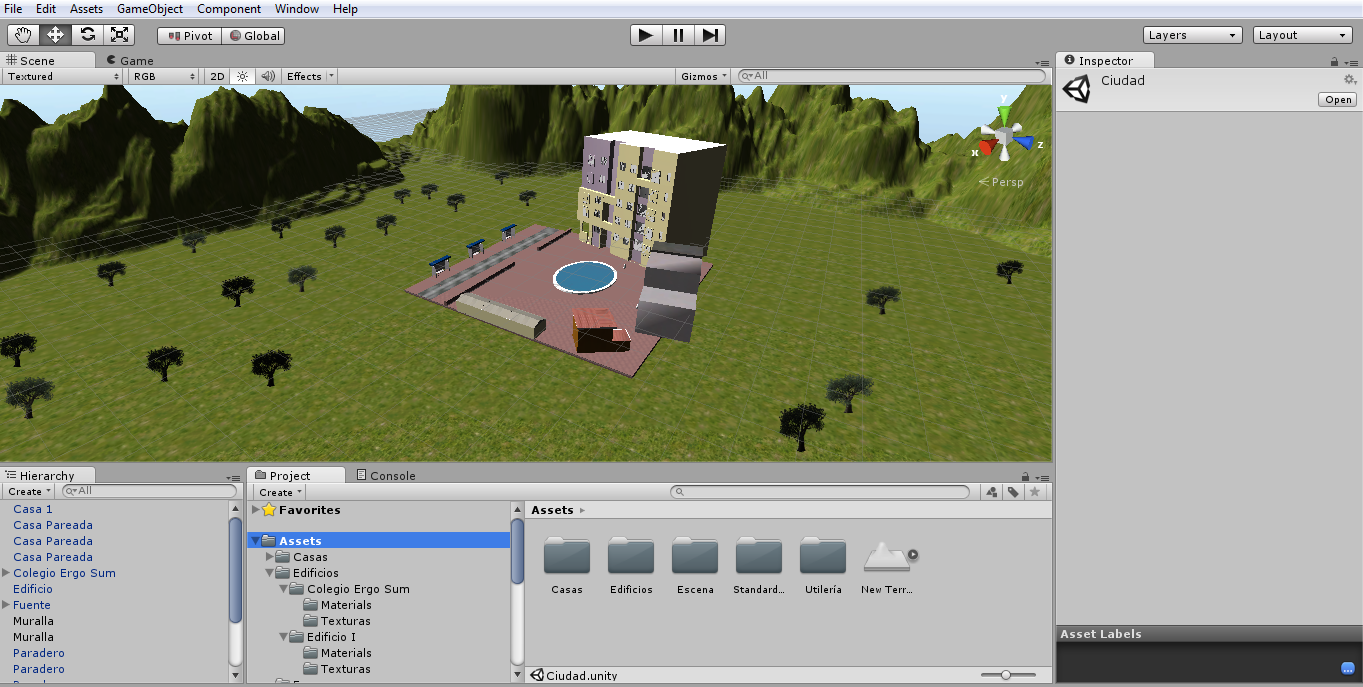 File Edit Assets GameObject Component Window Help
Pivot Global Layers Layout
Scene Game Inspector
Textured RGB 2D Effects Gizmos All
Ciudad
Open
y
x z
Persp
Hierarchy Project Console
Create All Create
Casa 1
Casa Pareada
Casa Pareada
Casa Pareada
Colegio Ergo Sum
Edificio
Fuente
Muralla
Muralla
Paradero
Paradero
Favorites
Assets
Casas
Edificios
Colegio Ergo Sum
Materials
Texturas
Edificio I
Materials
Texturas
Assets
Casas Edificios Escena Standard... Utilería New Terr...
Ciudad.unity
Asset Labels